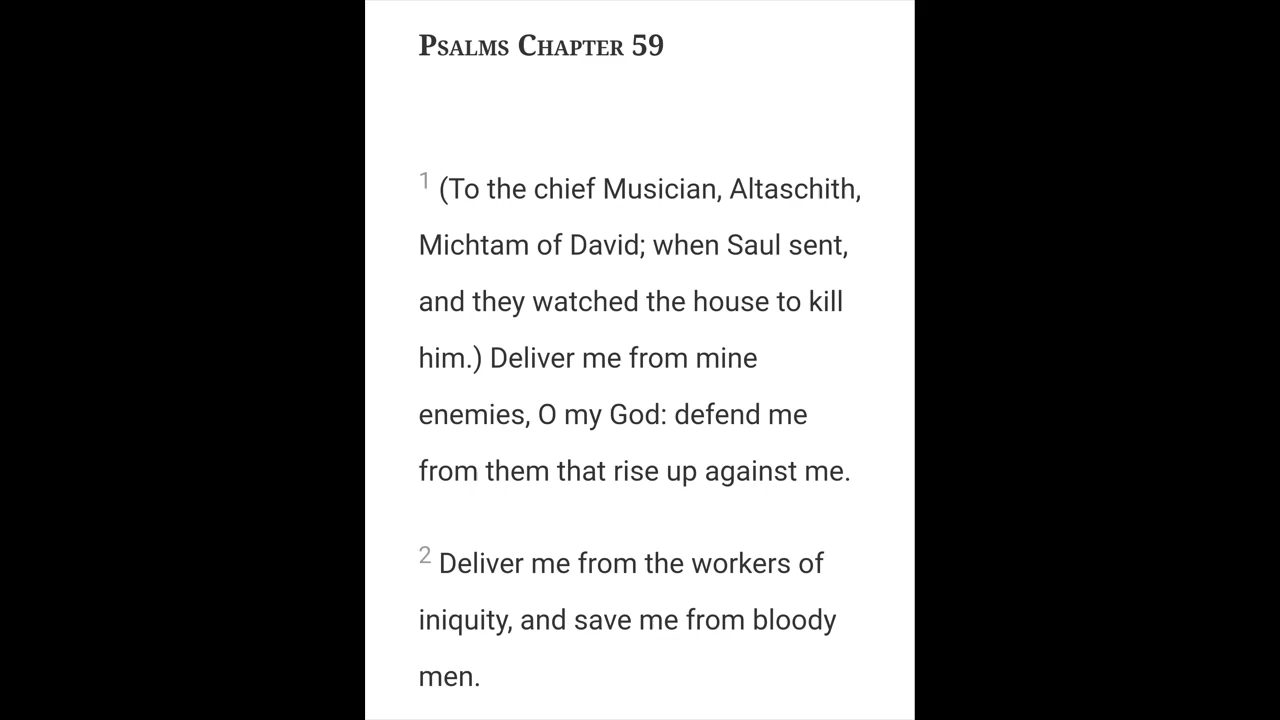 Psalms Chapter 59
1 (To the chief Musician, Altaschith,
Michtam of David; when Saul sent,
and they watched the house to kill
him.) Deliver me from mine
enemies, O my God: defend me
from them that rise up against me.
2 Deliver me from the workers of
iniquity, and save me from bloody
men.